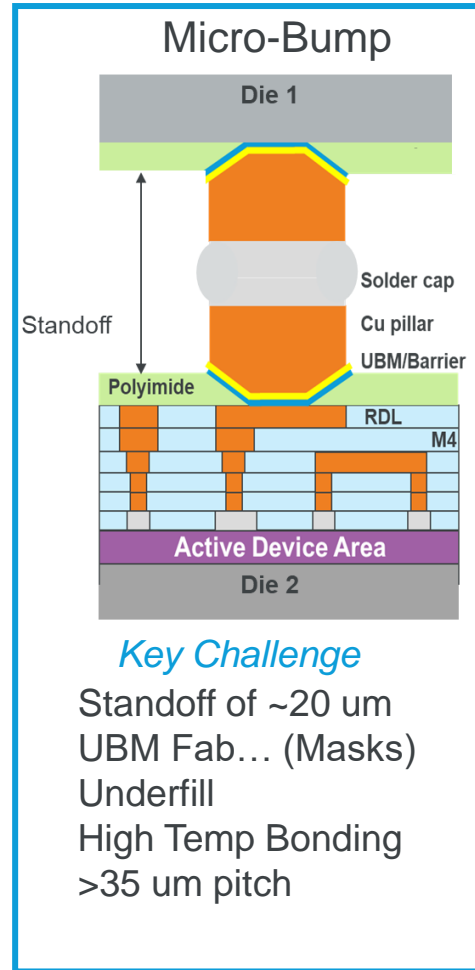 Micro-Bump
Die 1
Standoff
Solder cap
Cu pillar
UBM/Barrier
Polyimide
RDL
M4
Active Device Area
Die 2
Key Challenge
Standoff of ~20 um
UBM Fab… (Masks)
Underfill
High Temp Bonding
>35 um pitch